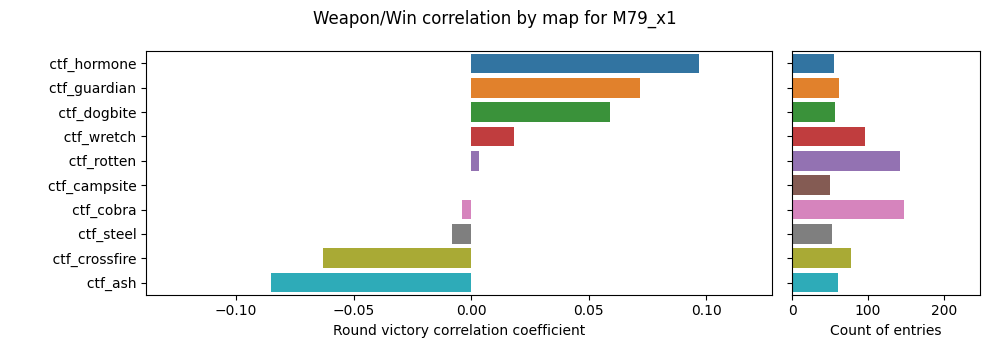 Weapon/Win correlation by map for M79_x1
ctf_hormone
ctf_guardian
ctf_dogbite
ctf_wretch
ctf_rotten
ctf_campsite
ctf_cobra
ctf_steel
ctf_crossfire
ctf_ash
−0.10 −0.05 0.00 0.05 0.10
Round victory correlation coefficient
0 100 200
Count of entries